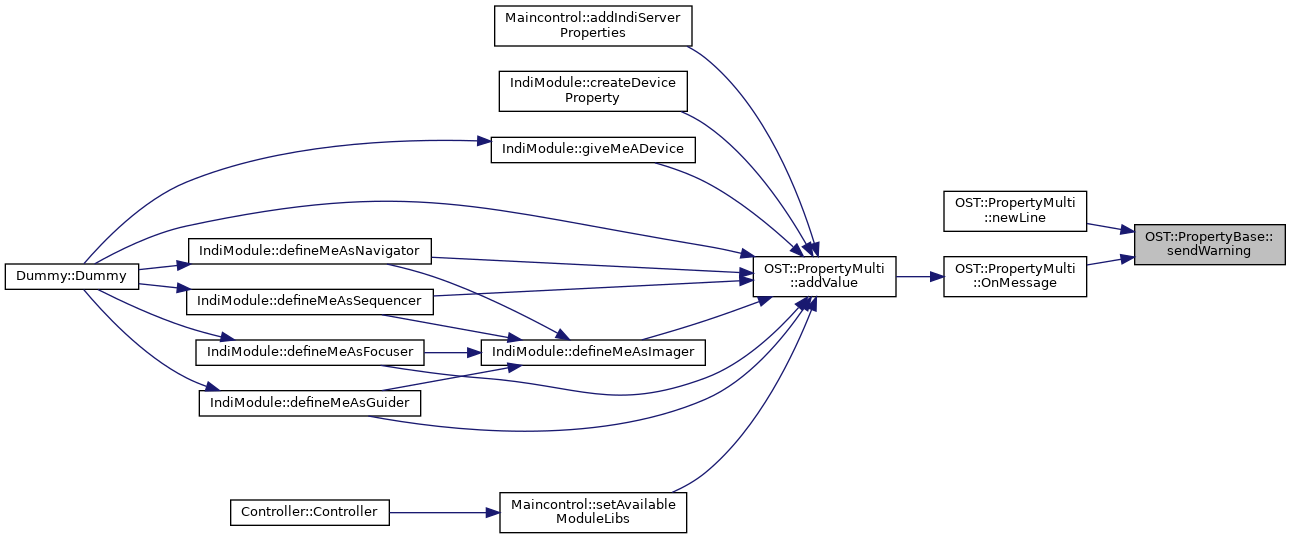 Maincontrol::addIndiServer
Properties
IndiModule::createDevice
Property
IndiModule::giveMeADevice
OST::PropertyMulti
::newLine
OST::PropertyBase::
sendWarning
IndiModule::defineMeAsNavigator
Dummy::Dummy
OST::PropertyMulti
::addValue
OST::PropertyMulti
::OnMessage
IndiModule::defineMeAsSequencer
IndiModule::defineMeAsFocuser
IndiModule::defineMeAsImager
IndiModule::defineMeAsGuider
Controller::Controller
Maincontrol::setAvailable
ModuleLibs